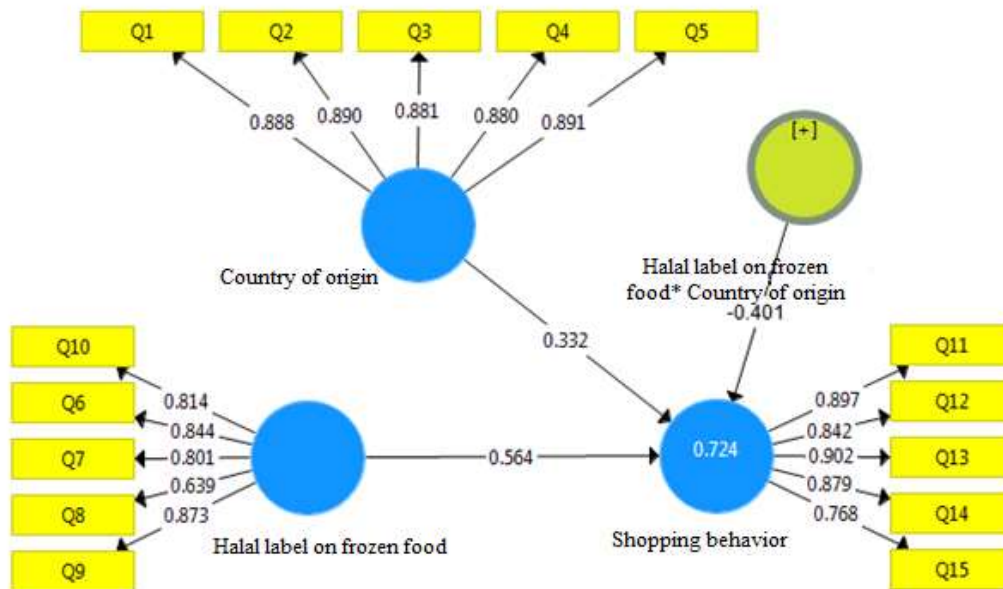 Q1
Q2
Q3
Q4
Q5
0.888
0.890
0.881
0.880
0.891
[+]
Country of origin
Halal label on frozen
food* Country of origin
-0.401
0.332
Q10
Q6
Q7
Q8
Q9
0.814
0.844
0.801
0.639
0.873
Halal label on frozen food
0.564
0.724
Shopping behavior
0.897
0.842
0.902
0.879
0.768
Q11
Q12
Q13
Q14
Q15